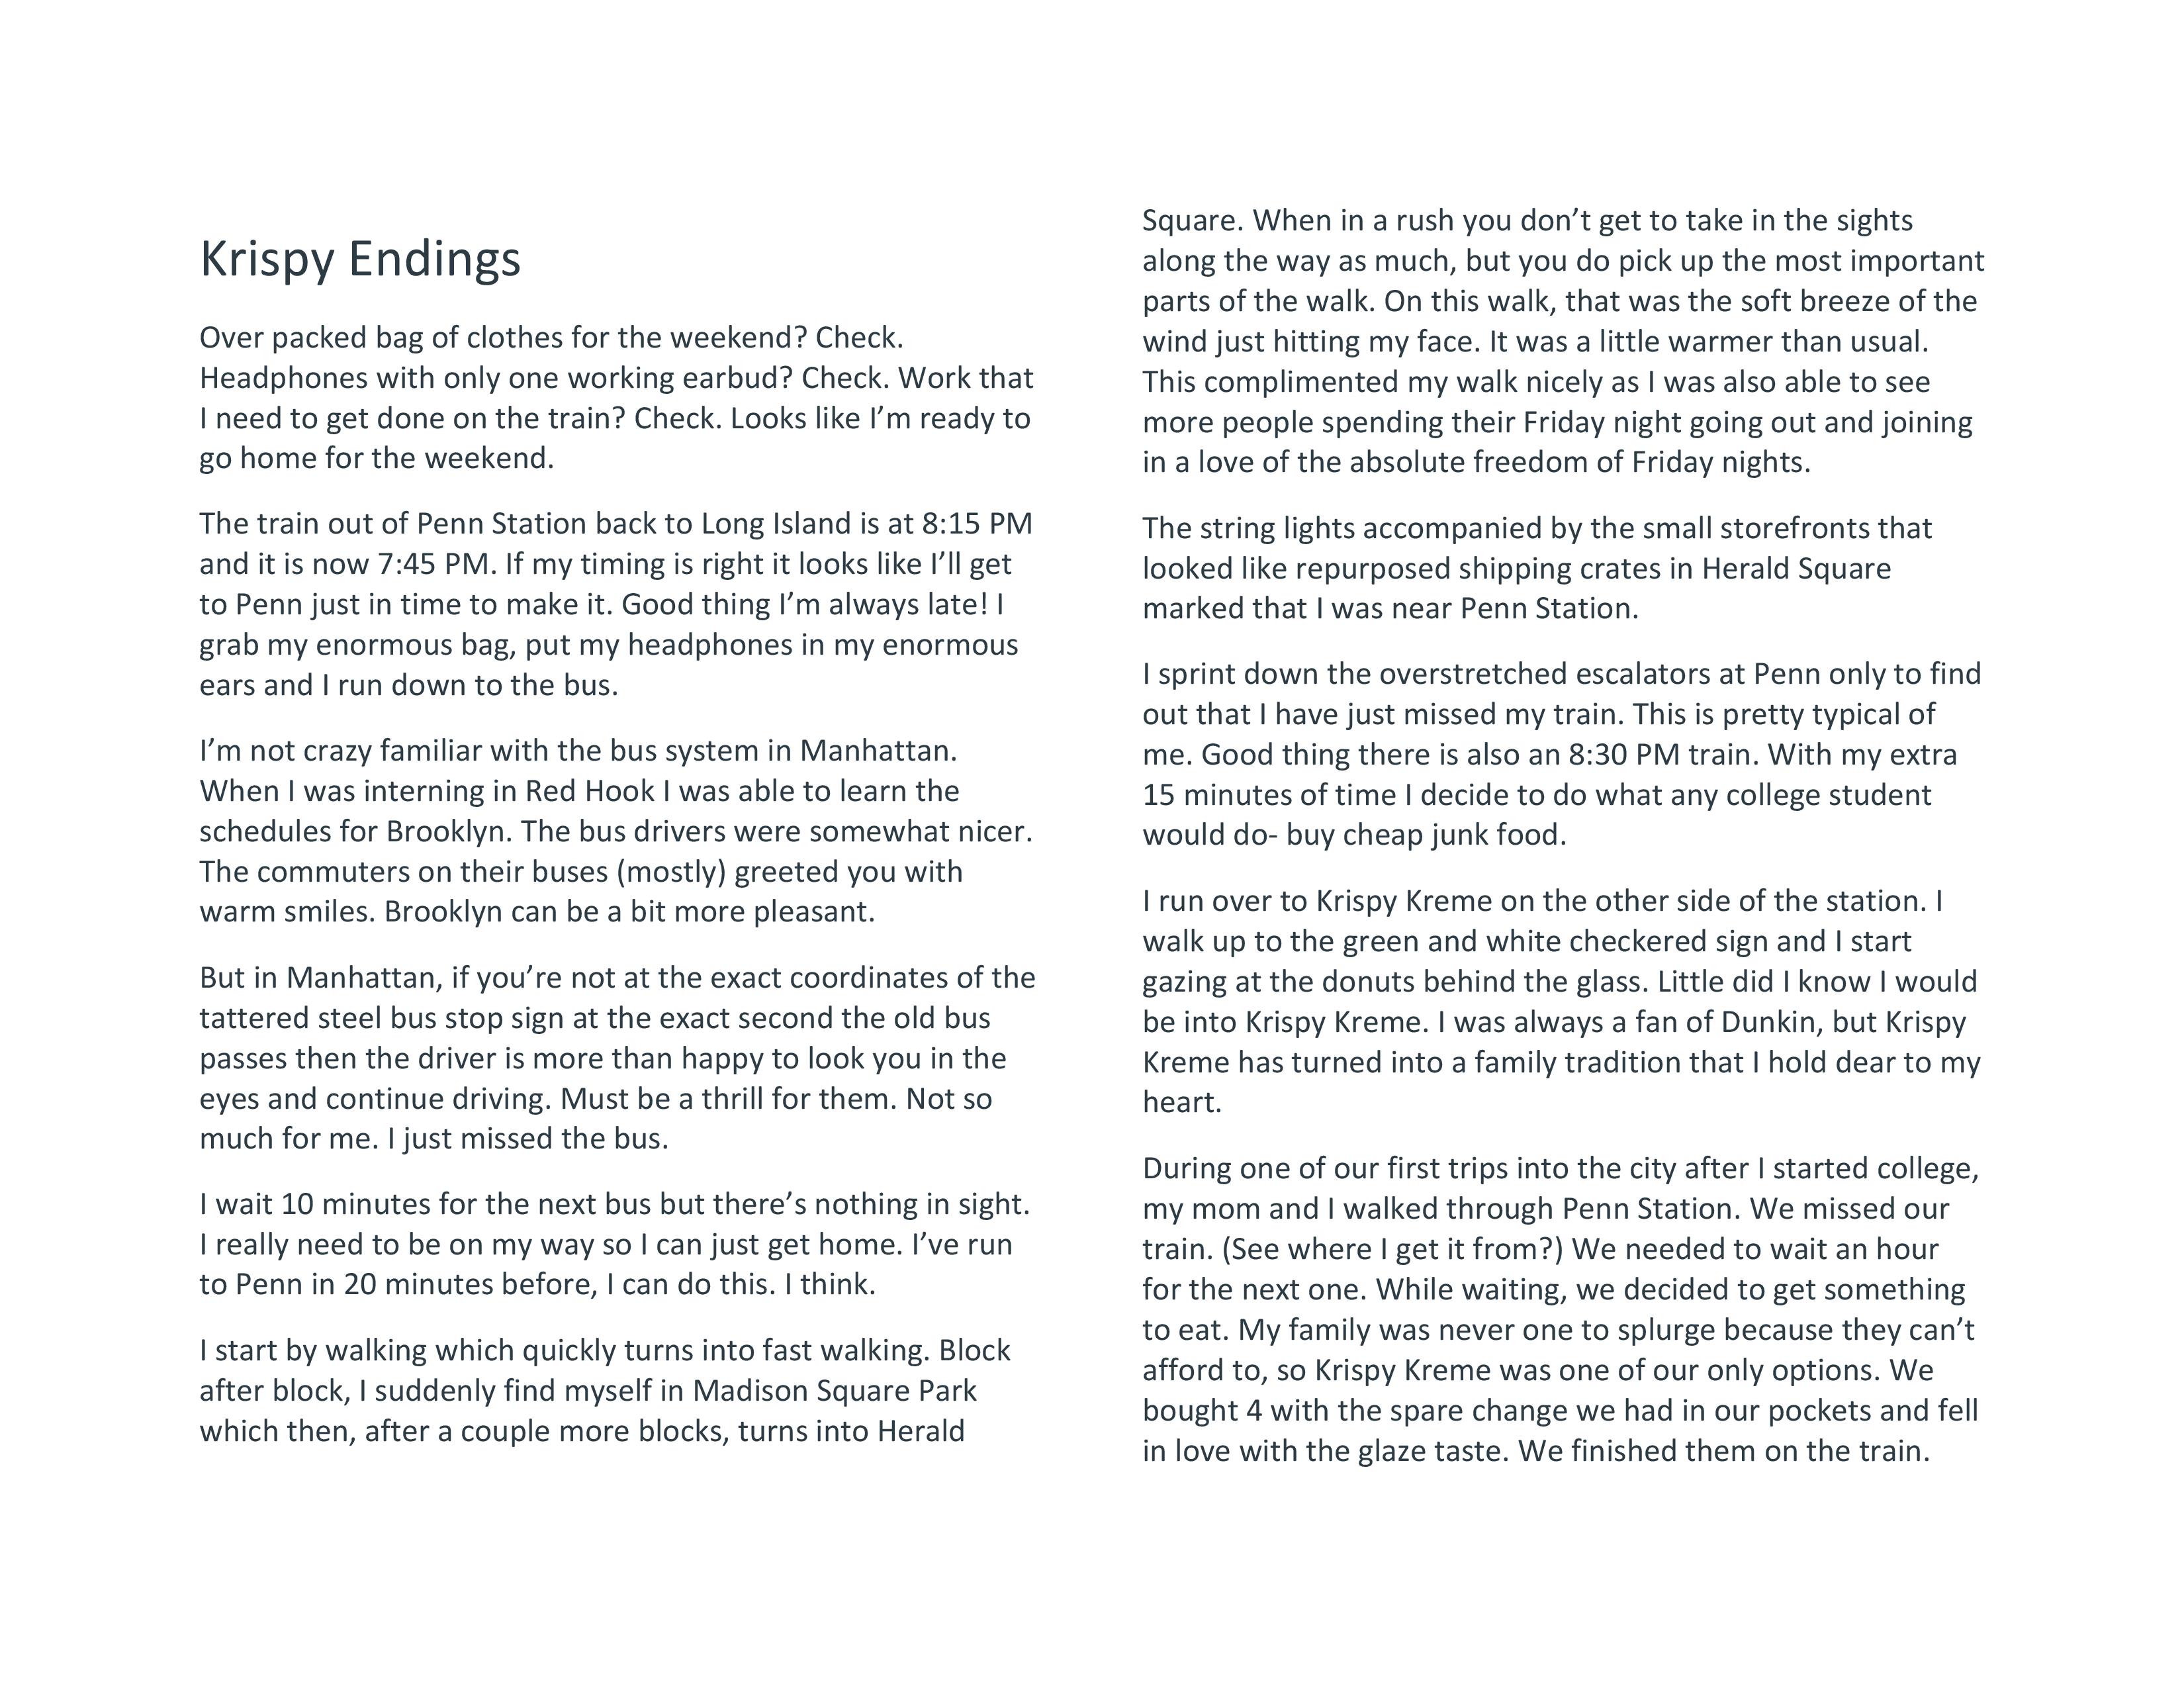 Krispy Endings
Over packed bag of clothes for the weekend? Check.
Headphones with only one working earbud? Check. Work that
I need to get done on the train? Check. Looks like I’m ready to
go home for the weekend.
The train out of Penn Station back to Long Island is at 8:15 PM
and it is now 7:45 PM. If my timing is right it looks like I’ll get
to Penn just in time to make it. Good thing I’m always late! I
grab my enormous bag, put my headphones in my enormous
ears and I run down to the bus.
I’m not crazy familiar with the bus system in Manhattan.
When I was interning in Red Hook I was able to learn the
schedules for Brooklyn. The bus drivers were somewhat nicer.
The commuters on their buses (mostly) greeted you with
warm smiles. Brooklyn can be a bit more pleasant.
But in Manhattan, if you’re not at the exact coordinates of the
tattered steel bus stop sign at the exact second the old bus
passes then the driver is more than happy to look you in the
eyes and continue driving. Must be a thrill for them. Not so
much for me. I just missed the bus.
I wait 10 minutes for the next bus but there’s nothing in sight.
I really need to be on my way so I can just get home. I’ve run
to Penn in 20 minutes before, I can do this. I think.
I start by walking which quickly turns into fast walking. Block
after block, I suddenly find myself in Madison Square Park
which then, after a couple more blocks, turns into Herald
Square. When in a rush you don’t get to take in the sights
along the way as much, but you do pick up the most important
parts of the walk. On this walk, that was the soft breeze of the
wind just hitting my face. It was a little warmer than usual.
This complimented my walk nicely as I was also able to see
more people spending their Friday night going out and joining
in a love of the absolute freedom of Friday nights.
The string lights accompanied by the small storefronts that
looked like repurposed shipping crates in Herald Square
marked that I was near Penn Station.
I sprint down the overstretched escalators at Penn only to find
out that I have just missed my train. This is pretty typical of
me. Good thing there is also an 8:30 PM train. With my extra
15 minutes of time I decide to do what any college student
would do- buy cheap junk food.
I run over to Krispy Kreme on the other side of the station. I
walk up to the green and white checkered sign and I start
gazing at the donuts behind the glass. Little did I know I would
be into Krispy Kreme. I was always a fan of Dunkin, but Krispy
Kreme has turned into a family tradition that I hold dear to my
heart.
During one of our first trips into the city after I started college,
my mom and I walked through Penn Station. We missed our
train. (See where I get it from?) We needed to wait an hour
for the next one. While waiting, we decided to get something
to eat. My family was never one to splurge because they can’t
afford to, so Krispy Kreme was one of our only options. We
bought 4 with the spare change we had in our pockets and fell
in love with the glaze taste. We finished them on the train.